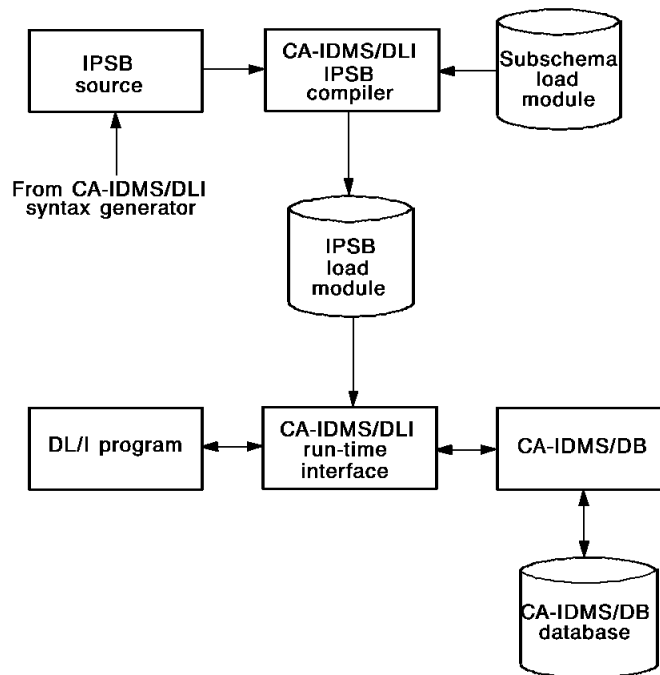 IPSB
source
CA-IDMS/DLI
IPSB
compiler
Subschema
load
module
From CA-IDMS/DLI
syntax generator
IPSB
load
module
DL/I program
CA-IDMS/DLI
run-time
interface
CA-IDMS/DB
CA-IDMS/DB
database